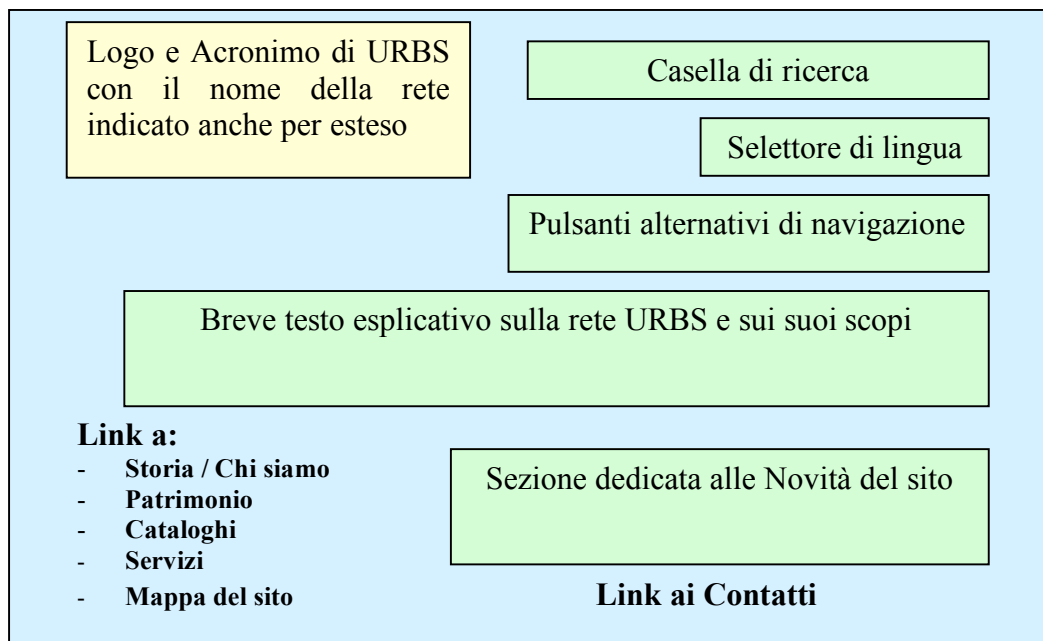 Logo e Acronimo di URBS
con il nome della rete
indicato anche per esteso
Casella di ricerca
Selettore di lingua
Pulsanti alternativi di navigazione
Breve testo esplicativo sulla rete URBS e sui suoi scopi
Link a:
- Storia / Chi siamo
- Patrimonio
- Cataloghi
- Servizi
- Mappa del sito
Sezione dedicata alle Novità del sito
Link ai Contatti